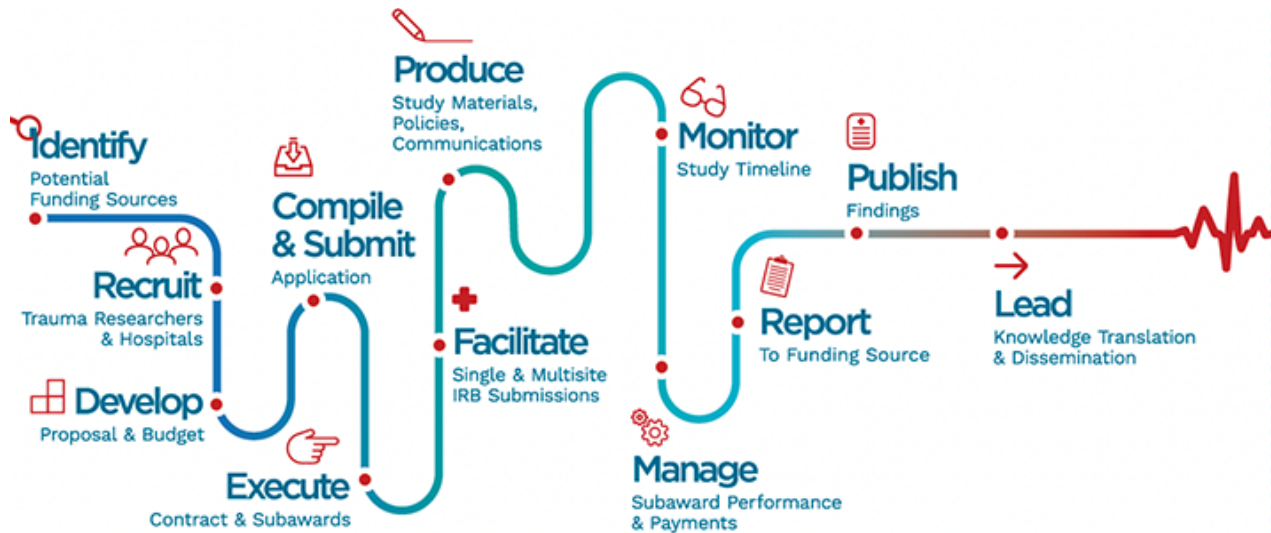 Identify
Potential
Funding Sources
Recruit
Trauma Researchers
& Hospitals
Develop
Proposal & Budget
Compile
& Submit
Application
Execute
Contract & Subawards
Facilitate
Single & Multisite
IRB Submissions
Produce
Study Materials,
Policies,
Communications
Monitor
Study Timeline
Manage
Subaward Performance
& Payments
Report
To Funding Source
Publish
Findings
Lead
Knowledge Translation
& Dissemination